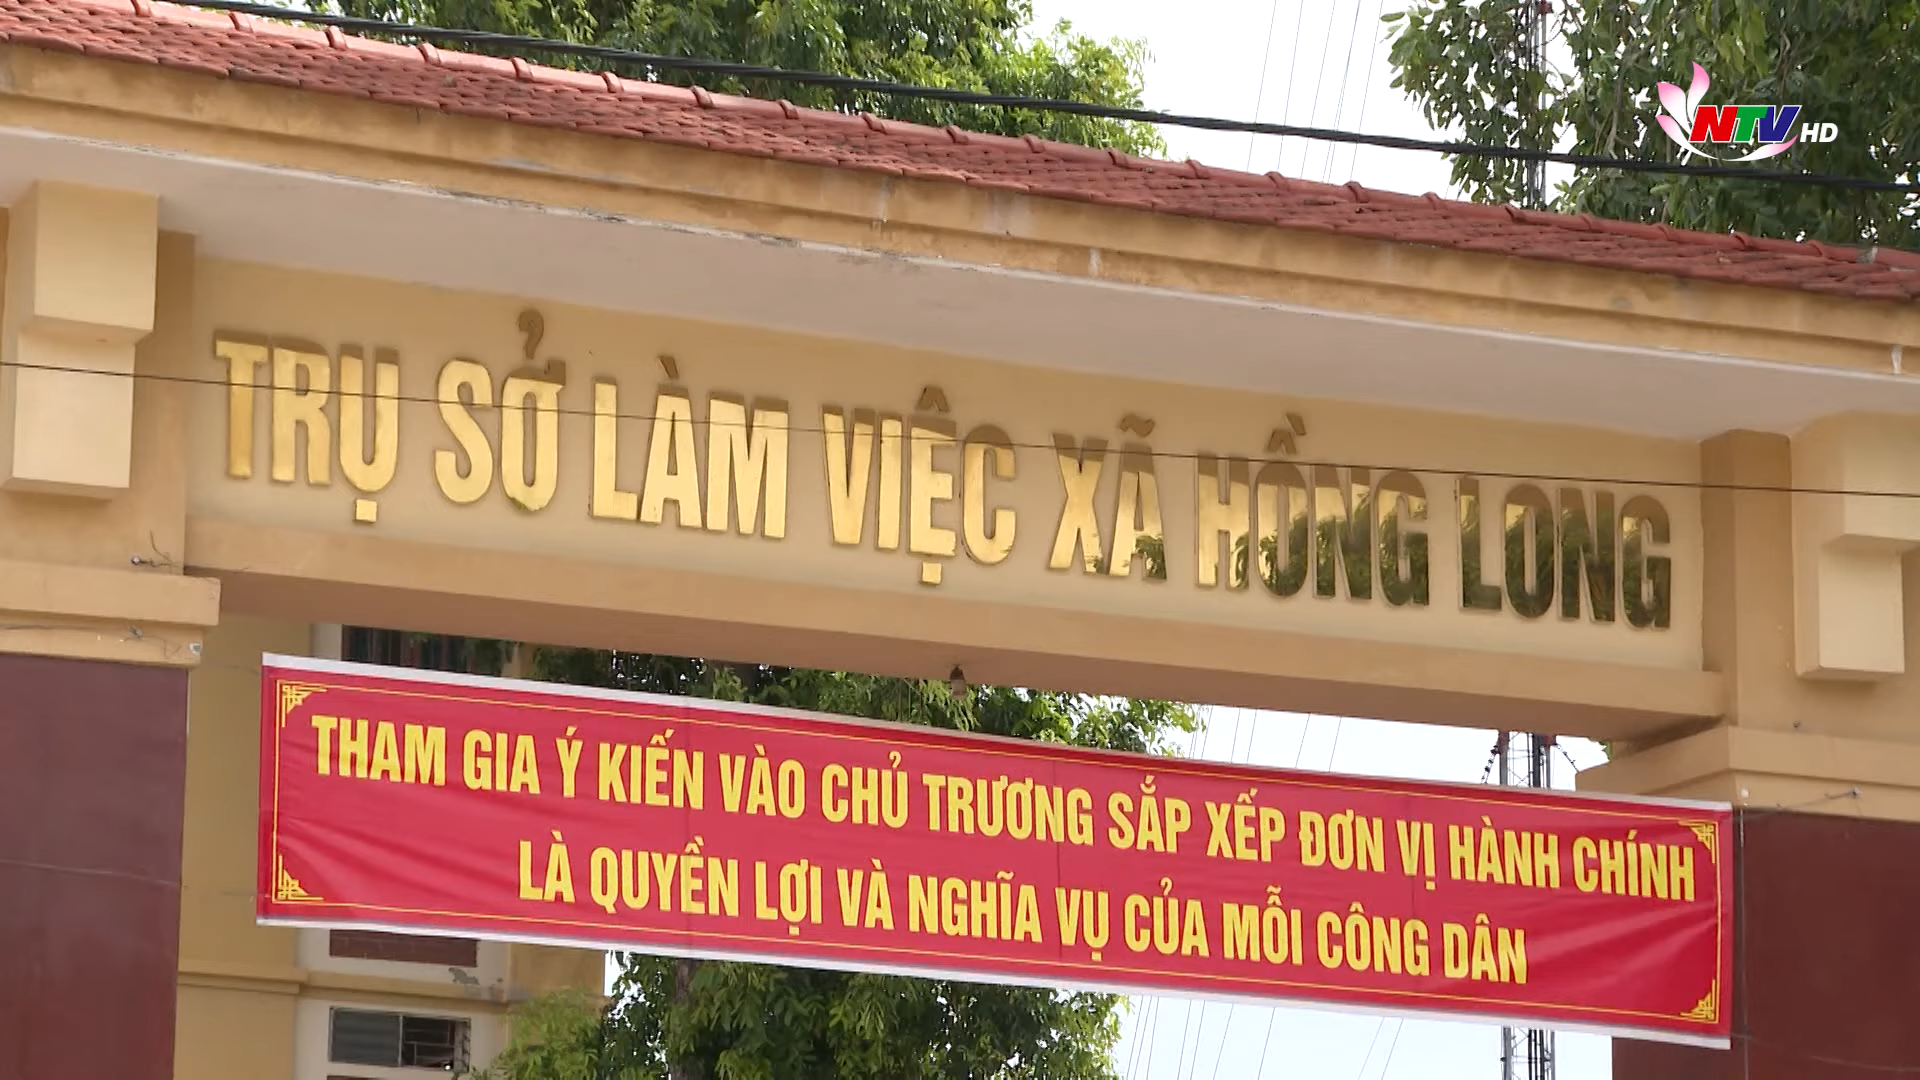 NTV HD
TRỤ SỞ LÀM VIỆC XÃ HỒNG LONG
THAM GIA Ý KIẾN VÀO CHỦ TRƯƠNG SẮP XẾP ĐƠN VỊ HÀNH CHÍNH
LÀ QUYỀN LỢI VÀ NGHĨA VỤ CỦA MỖI CÔNG DÂN